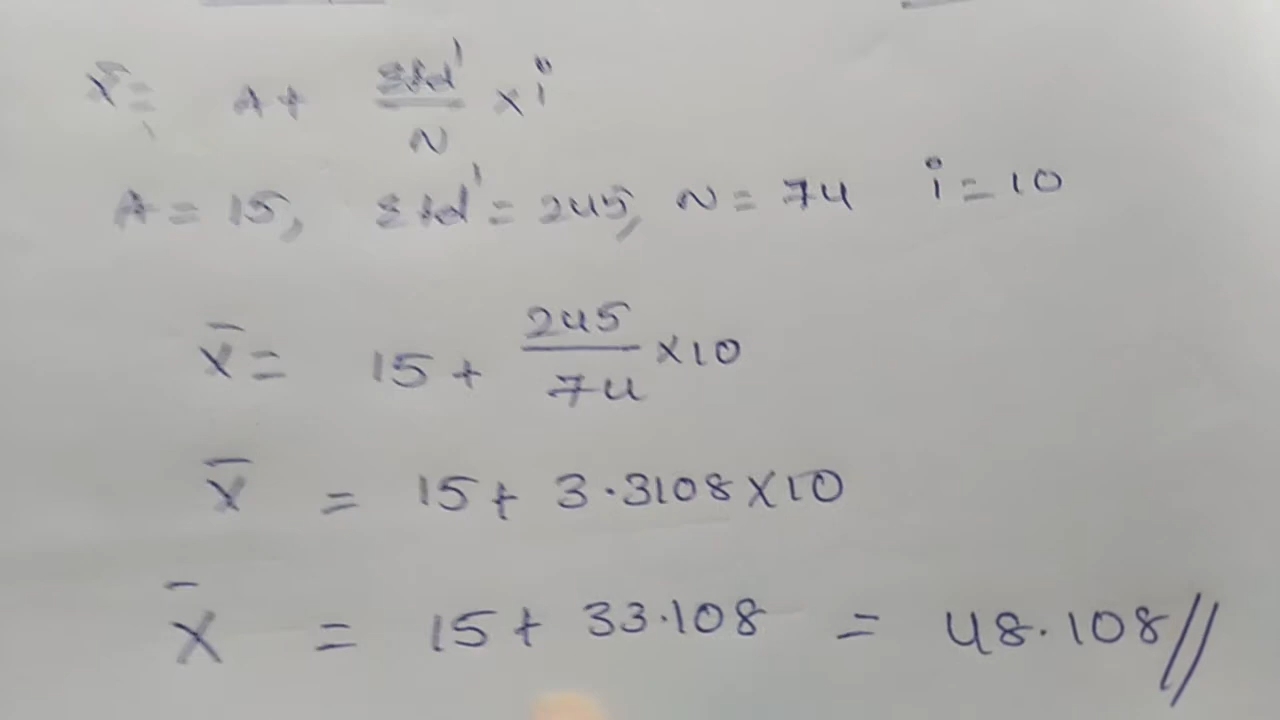 x̄ = A + Σfd'/N × i
A = 15, Σfd' = 245, N = 74 i = 10
x̄ = 15 + 245/74 × 10
x̄ = 15 + 3.3108 × 10
x̄ = 15 + 33.108 = 48.108//